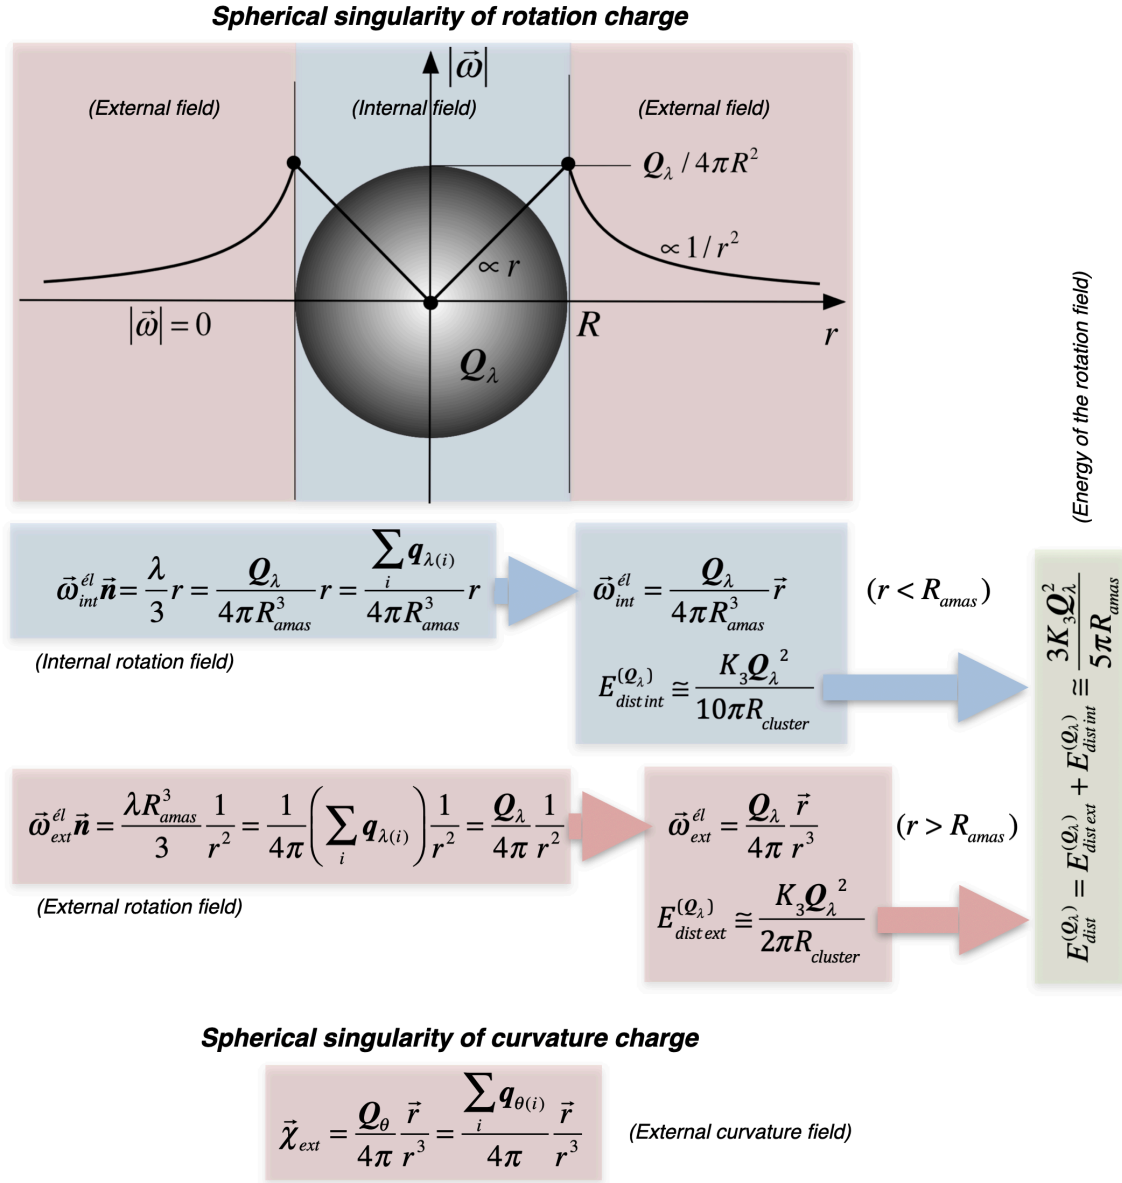 Spherical singularity of rotation charge
|ω⃗|
(External field)
(Internal field)
(External field)
Q_λ / 4πR²
∝ r
∝ 1/r²
|ω⃗| = 0
R
r
Q_λ
(Energy of the rotation field)
ω⃗_int^él n⃗ = λ/3 r = Q_λ/(4πR_amas³) r = ∑_i q_λ(i)/(4πR_amas³) r
(Internal rotation field)
ω⃗_int^él = Q_λ/(4πR_amas³) r⃗
(r < R_amas)
E_dist int^(Q_λ) ≅ K₃Q_λ²/(10πR_cluster)
E_dist^(Q_λ) = E_dist ext^(Q_λ) + E_dist int^(Q_λ) ≅ 3K₃Q_λ²/(5πR_amas)
ω⃗_ext^él n⃗ = (λR_amas³/3) 1/r² = (1/4π)(∑_i q_λ(i)) 1/r² = (Q_λ/4π) 1/r²
(External rotation field)
ω⃗_ext^él = (Q_λ/4π) r⃗/r³
(r > R_amas)
E_dist ext^(Q_λ) ≅ K₃Q_λ²/(2πR_cluster)
Spherical singularity of curvature charge
χ⃗_ext = (Q_θ/4π) r⃗/r³ = (∑_i q_θ(i)/4π) r⃗/r³
(External curvature field)